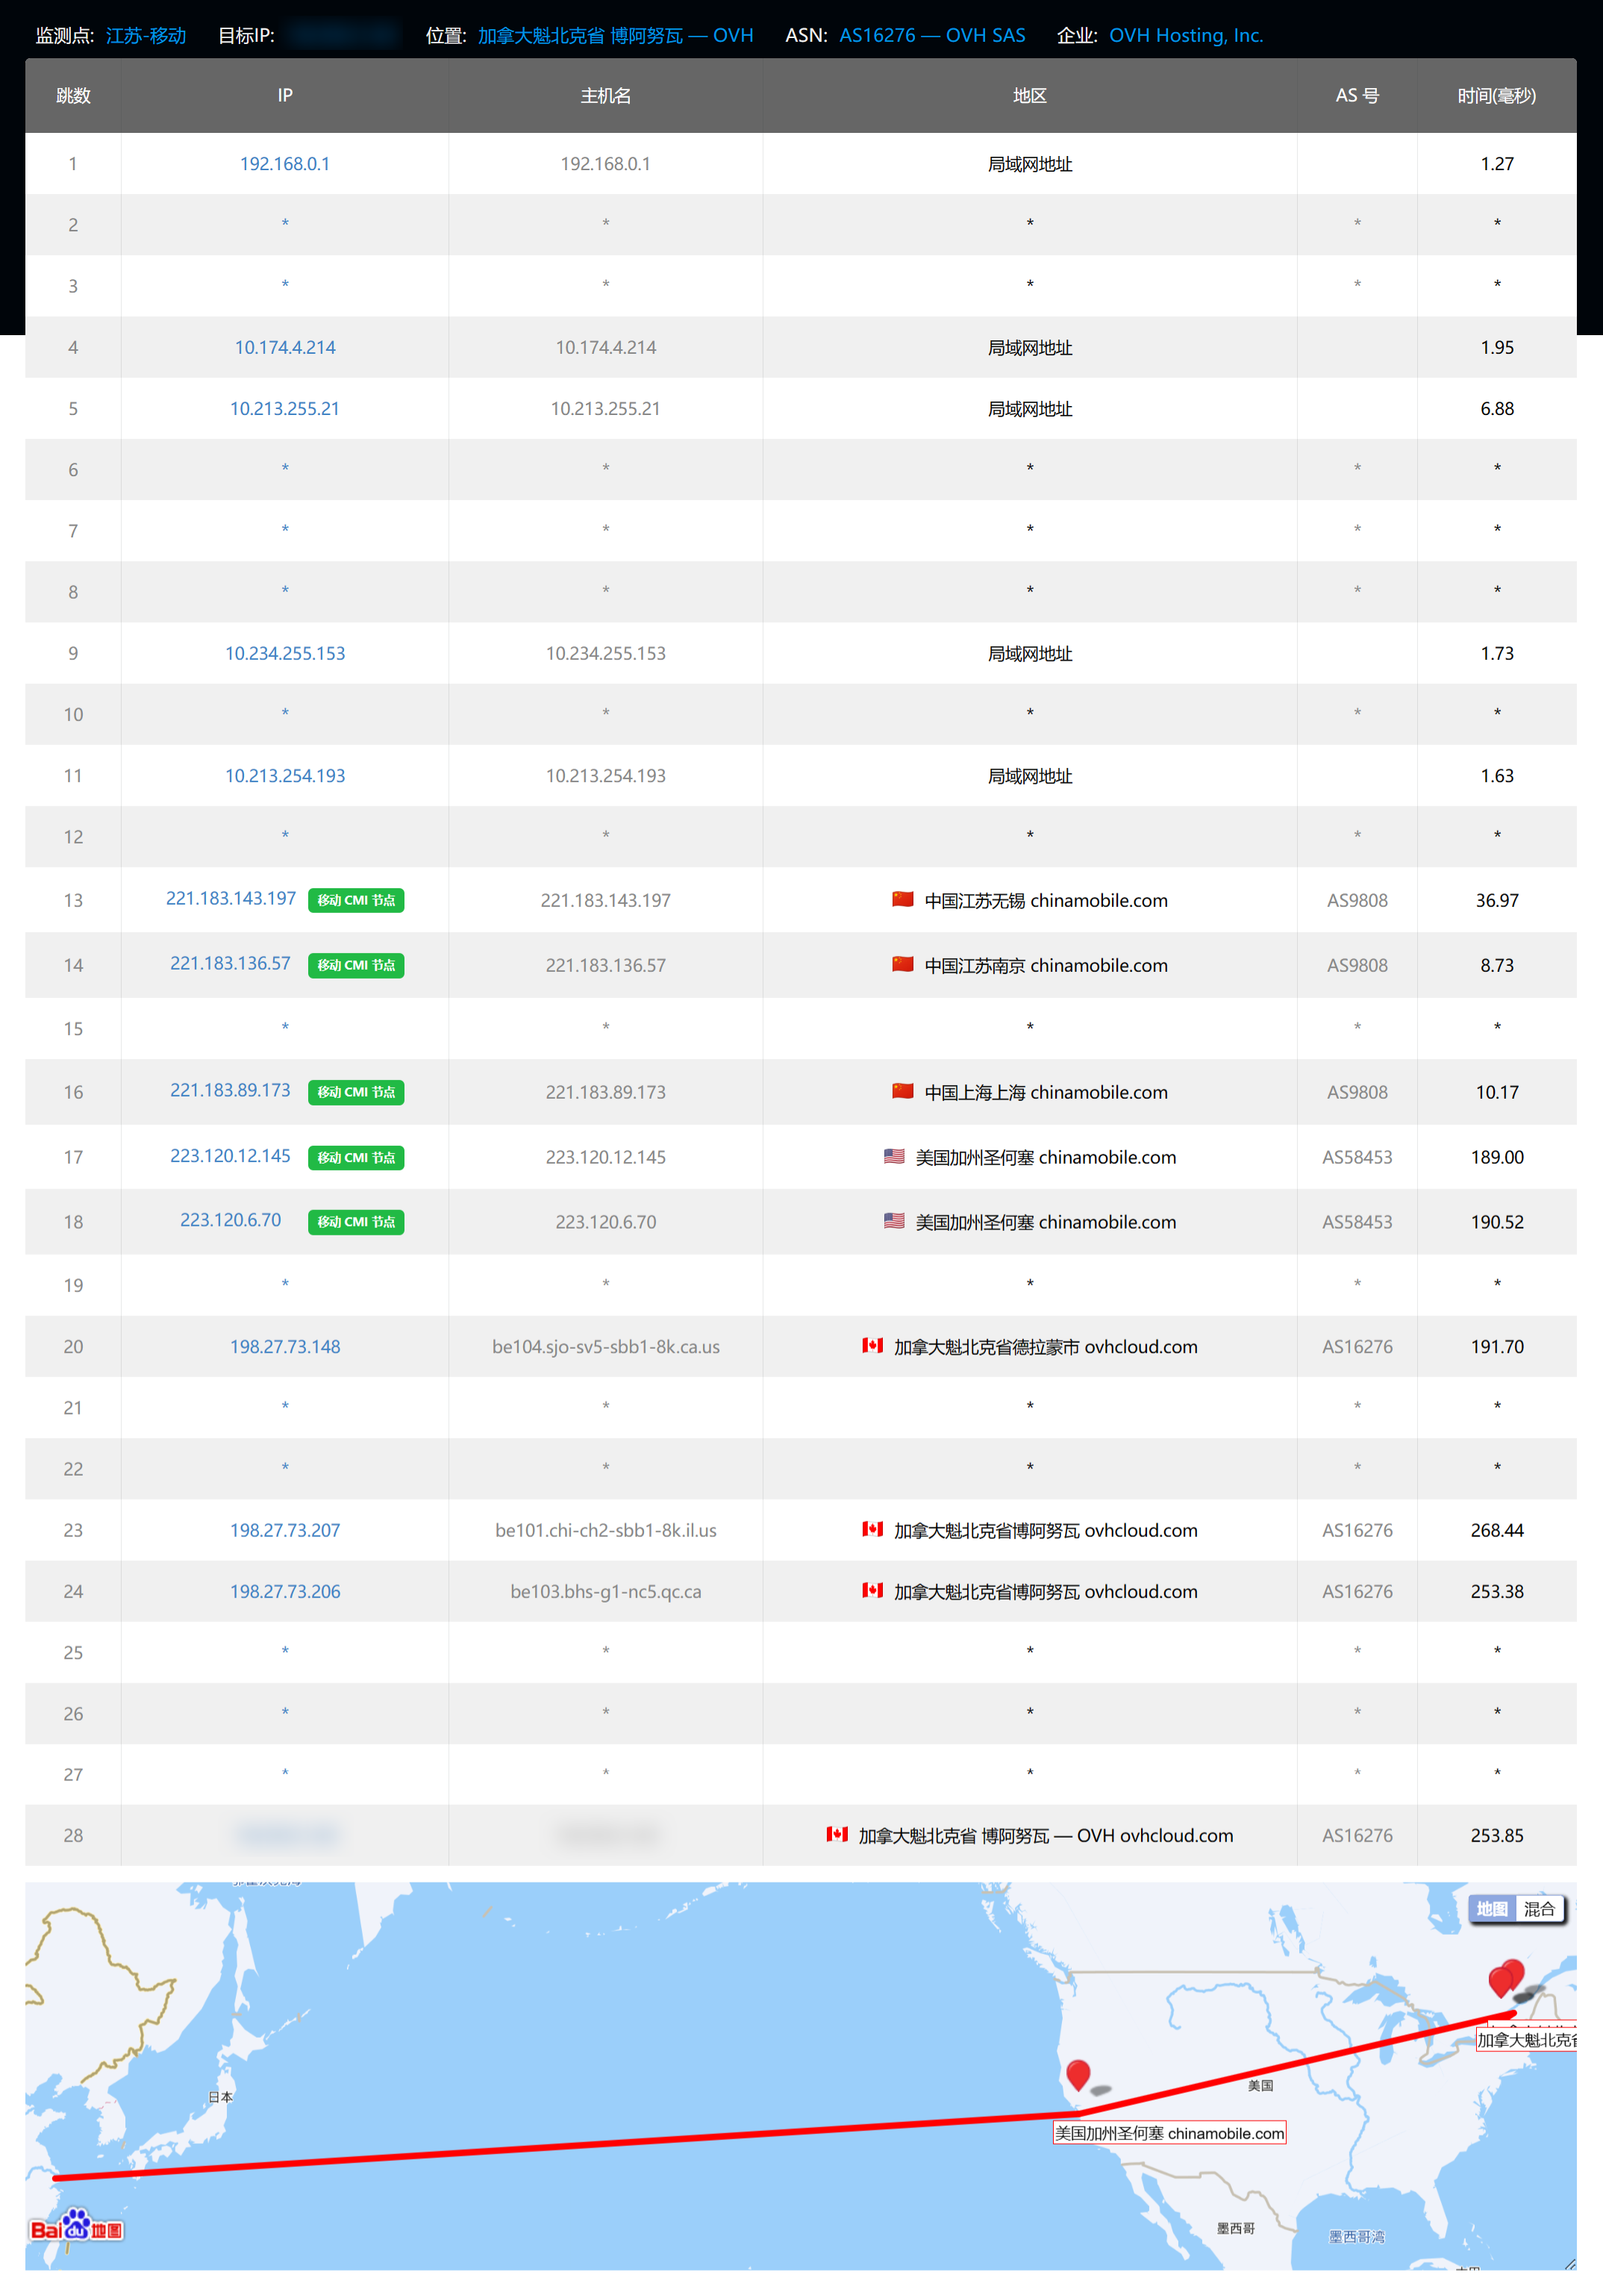 监测点: 江苏-移动 目标IP: 位置: 加拿大魁北克省 博阿努瓦 — OVH ASN: AS16276 — OVH SAS 企业: OVH Hosting, Inc.
跳数 IP 主机名 地区 AS 号 时间(毫秒)
1 192.168.0.1 192.168.0.1 局域网地址 1.27
2 * * * * *
3 * * * * *
4 10.174.4.214 10.174.4.214 局域网地址 1.95
5 10.213.255.21 10.213.255.21 局域网地址 6.88
6 * * * * *
7 * * * * *
8 * * * * *
9 10.234.255.153 10.234.255.153 局域网地址 1.73
10 * * * * *
11 10.213.254.193 10.213.254.193 局域网地址 1.63
12 * * * * *
13 221.183.143.197 移动 CMI 节点 221.183.143.197 中国江苏无锡 chinamobile.com AS9808 36.97
14 221.183.136.57 移动 CMI 节点 221.183.136.57 中国江苏南京 chinamobile.com AS9808 8.73
15 * * * * *
16 221.183.89.173 移动 CMI 节点 221.183.89.173 中国上海上海 chinamobile.com AS9808 10.17
17 223.120.12.145 移动 CMI 节点 223.120.12.145 美国加州圣何塞 chinamobile.com AS58453 189.00
18 223.120.6.70 移动 CMI 节点 223.120.6.70 美国加州圣何塞 chinamobile.com AS58453 190.52
19 * * * * *
20 198.27.73.148 be104.sjo-sv5-sbb1-8k.ca.us 加拿大魁北克省德拉蒙市 ovhcloud.com AS16276 191.70
21 * * * * *
22 * * * * *
23 198.27.73.207 be101.chi-ch2-sbb1-8k.il.us 加拿大魁北克省博阿努瓦 ovhcloud.com AS16276 268.44
24 198.27.73.206 be103.bhs-g1-nc5.qc.ca 加拿大魁北克省博阿努瓦 ovhcloud.com AS16276 253.38
25 * * * * *
26 * * * * *
27 * * * * *
28 加拿大魁北克省 博阿努瓦 — OVH ovhcloud.com AS16276 253.85
地图 混合
加拿大魁北克省
日本
美国
美国加州圣何塞 chinamobile.com
Bai du 地图
墨西哥
墨西哥湾